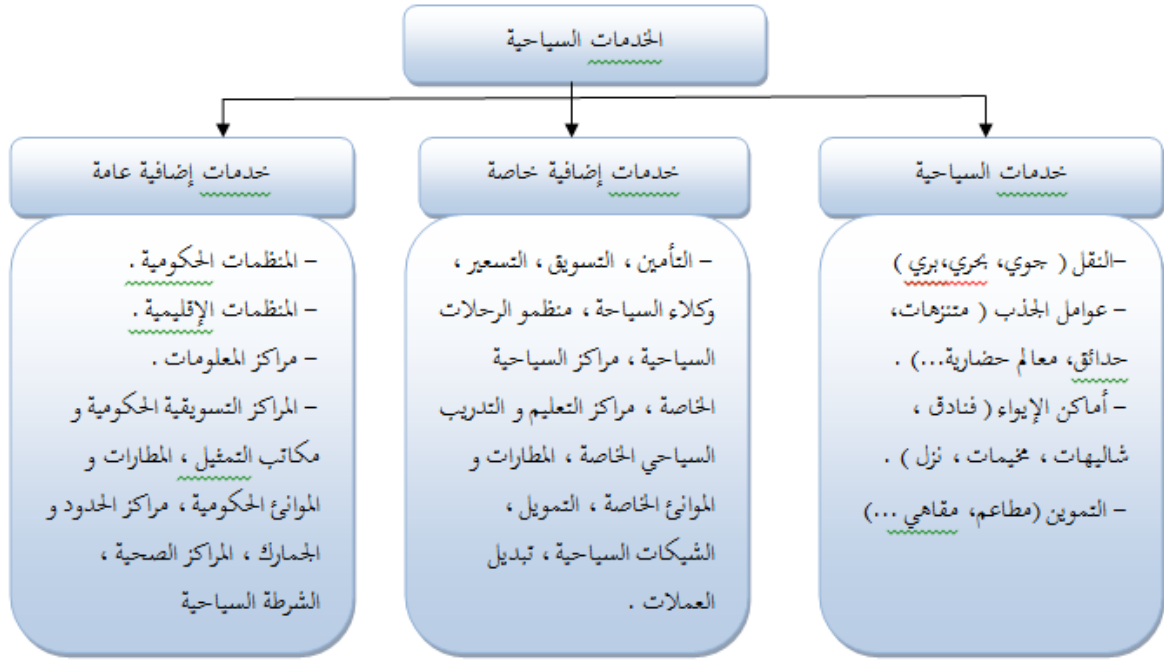 الخدمات السياحية
خدمات السياحية
خدمات إضافية خاصة
خدمات إضافية عامة
–النقل ( جوي، بحري،بري )
– عوامل الجذب ( متنزهات،
حدائق، معالم حضارية...) .
– أماكن الإيواء( فنادق ،
شاليهات ، مخيمات ، نزل ) .
– التموين (مطاعم، مقاهي ...)
– التأمين ، التسويق ، التسعير ،
وكلاء السياحة ، منظمو الرحلات
السياحية ، مراكز السياحية
الخاصة ، مراكز التعليم و التدريب
السياحي الخاصة ، المطارات و
الموانئ الخاصة ، التمويل ،
الشيكات السياحية ، تبديل
العملات .
– المنظمات الحكومية .
– المنظمات الإقليمية .
– مراكز المعلومات .
– المراكز التسويقية الحكومية و
مكاتب التمثيل ، المطارات و
الموانئ الحكومية ، مراكز الحدود و
الجمارك ، المراكز الصحية ،
الشرطة السياحية